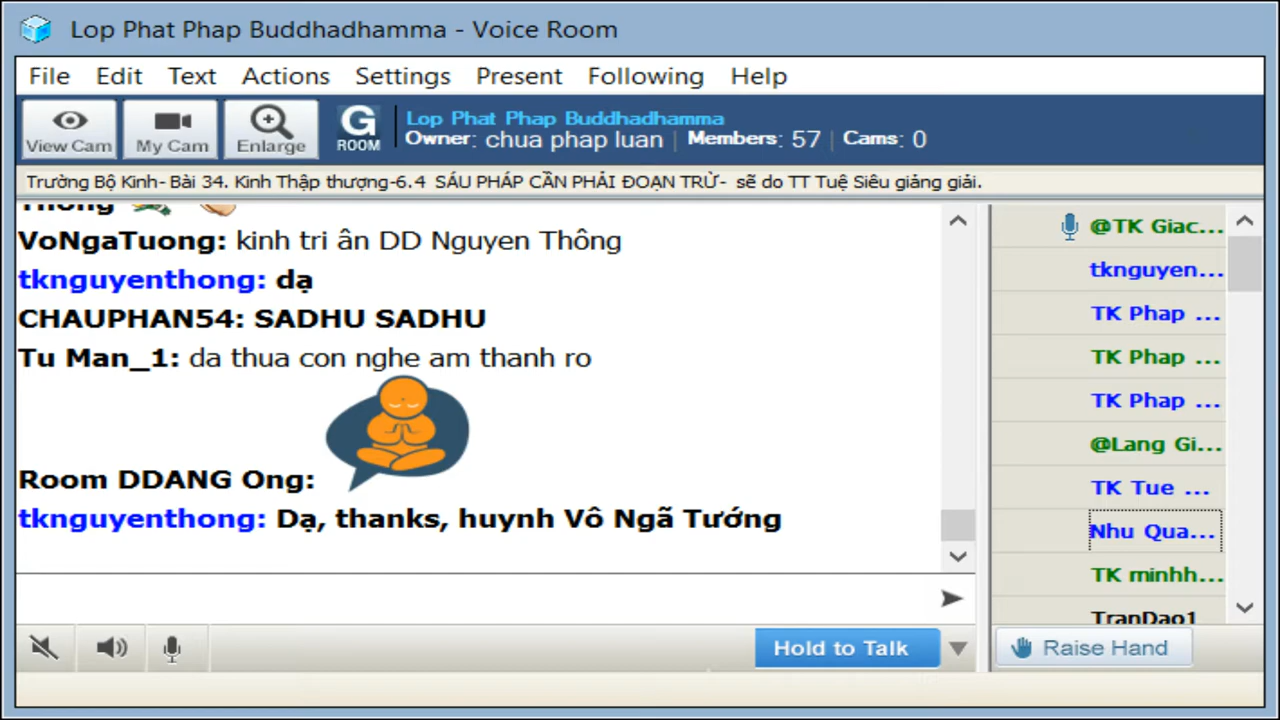 Lop Phat Phap Buddhadhamma - Voice Room
File Edit Text Actions Settings Present Following Help
View Cam My Cam Enlarge G ROOM
Lop Phat Phap Buddhadhamma
Owner: chua phap luan | Members: 57 | Cams: 0
Trường Bộ Kinh- Bài 34. Kinh Thập thượng-6.4 SÁU PHÁP CẦN PHẢI ĐOẠN TRỪ- sẽ do TT Tuệ Siêu giảng giải.
Thông
VoNgaTuong: kinh tri ân DD Nguyen Thông
tknguyenthong: dạ
CHAUPHAN54: SADHU SADHU
Tu Man_1: da thua con nghe am thanh ro
Room DDANG Ong:
tknguyenthong: Dạ, thanks, huynh Vô Ngã Tướng
@TK Giac...
tknguyen...
TK Phap ...
TK Phap ...
TK Phap ...
@Lang Gi...
TK Tue ...
Nhu Qua...
TK minhh...
TranDao1
Hold to Talk
Raise Hand